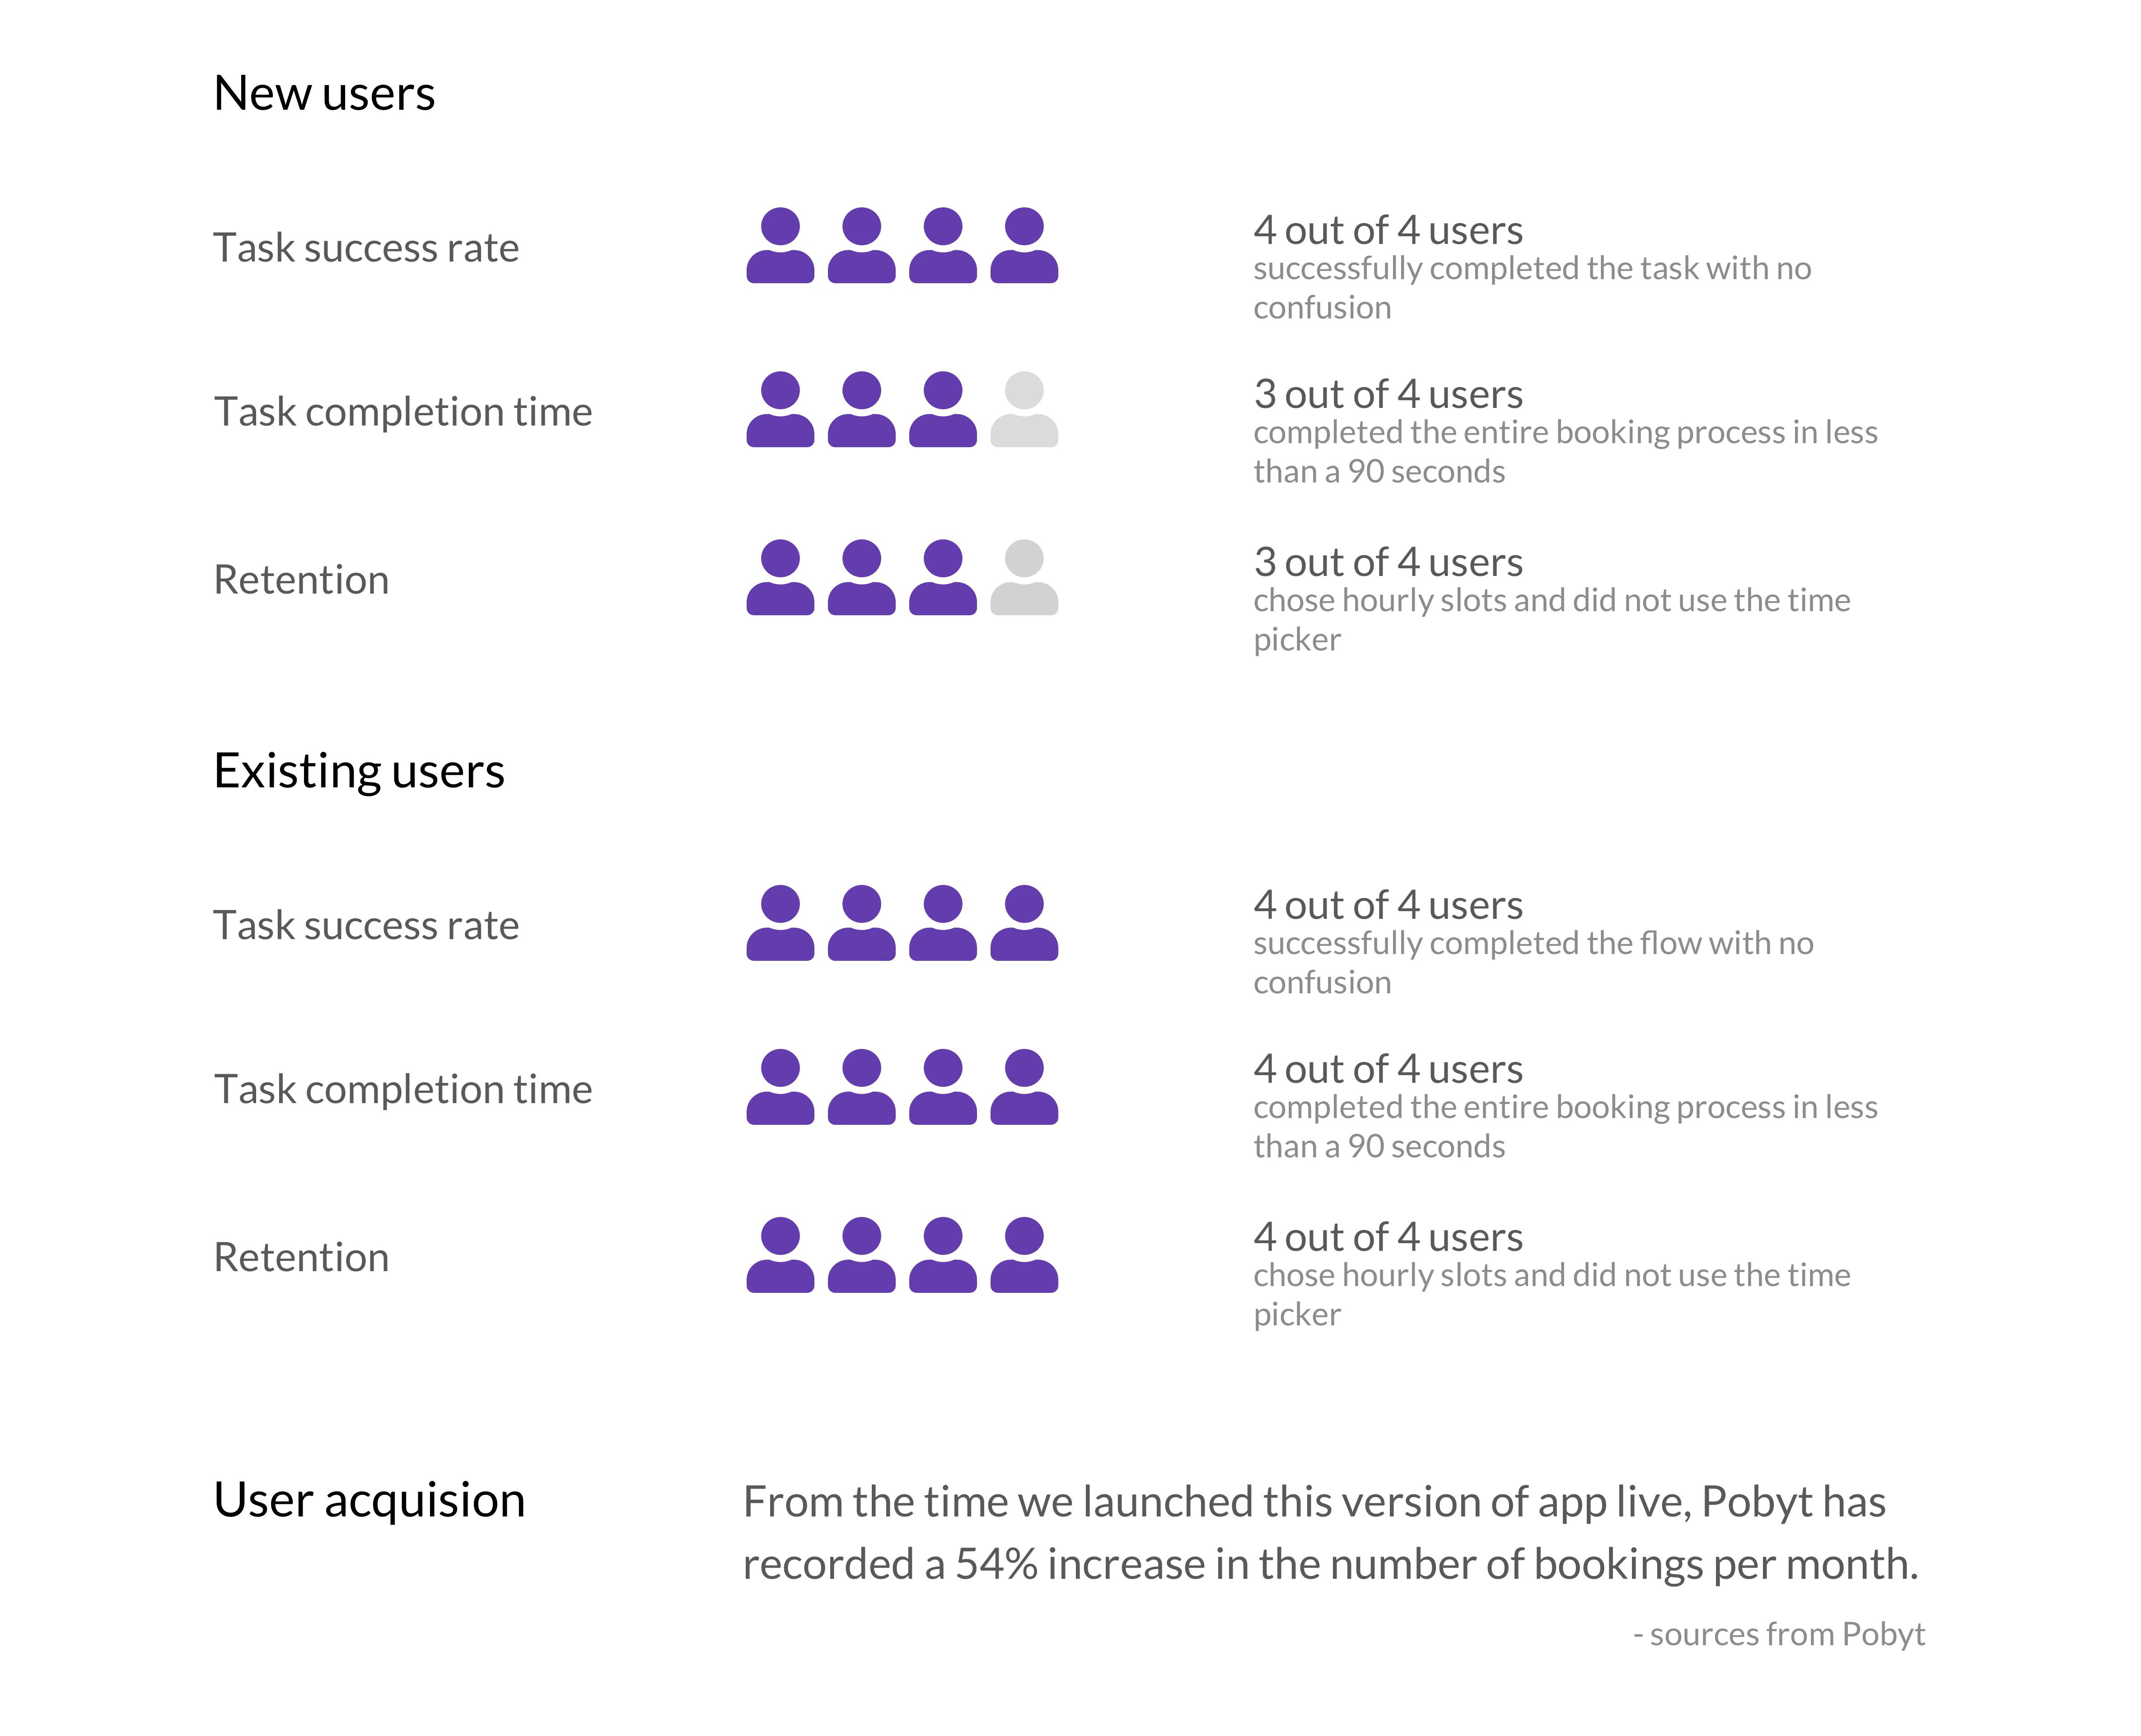 New users
Task success rate
4 out of 4 users
successfully completed the task with no
confusion
Task completion time
3 out of 4 users
completed the entire booking process in less
than a 90 seconds
Retention
3 out of 4 users
chose hourly slots and did not use the time
picker
Existing users
Task success rate
4 out of 4 users
successfully completed the flow with no
confusion
Task completion time
4 out of 4 users
completed the entire booking process in less
than a 90 seconds
Retention
4 out of 4 users
chose hourly slots and did not use the time
picker
User acquision
From the time we launched this version of app live, Pobyt has
recorded a 54% increase in the number of bookings per month.
- sources from Pobyt